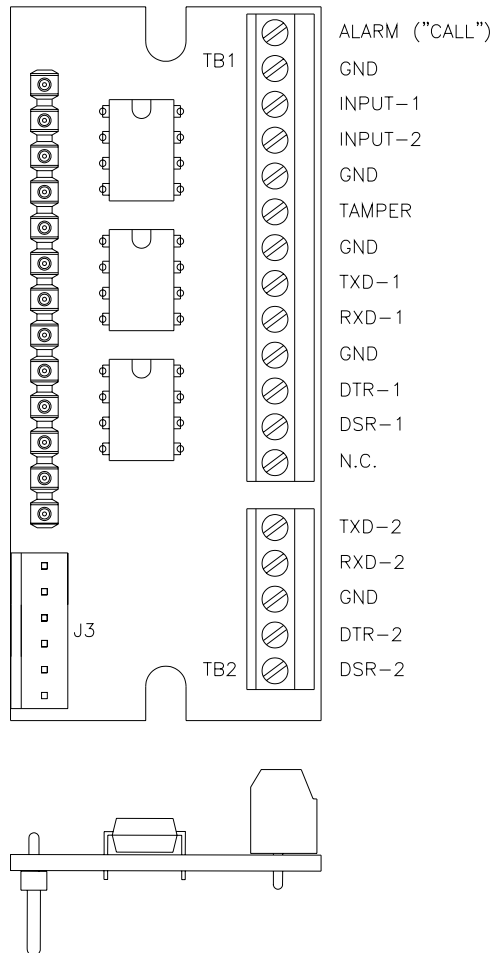 ALARM ("CALL")
TB1
GND
INPUT-1
INPUT-2
GND
TAMPER
GND
TXD-1
RXD-1
GND
DTR-1
DSR-1
N.C.
TXD-2
RXD-2
GND
J3
DTR-2
TB2
DSR-2